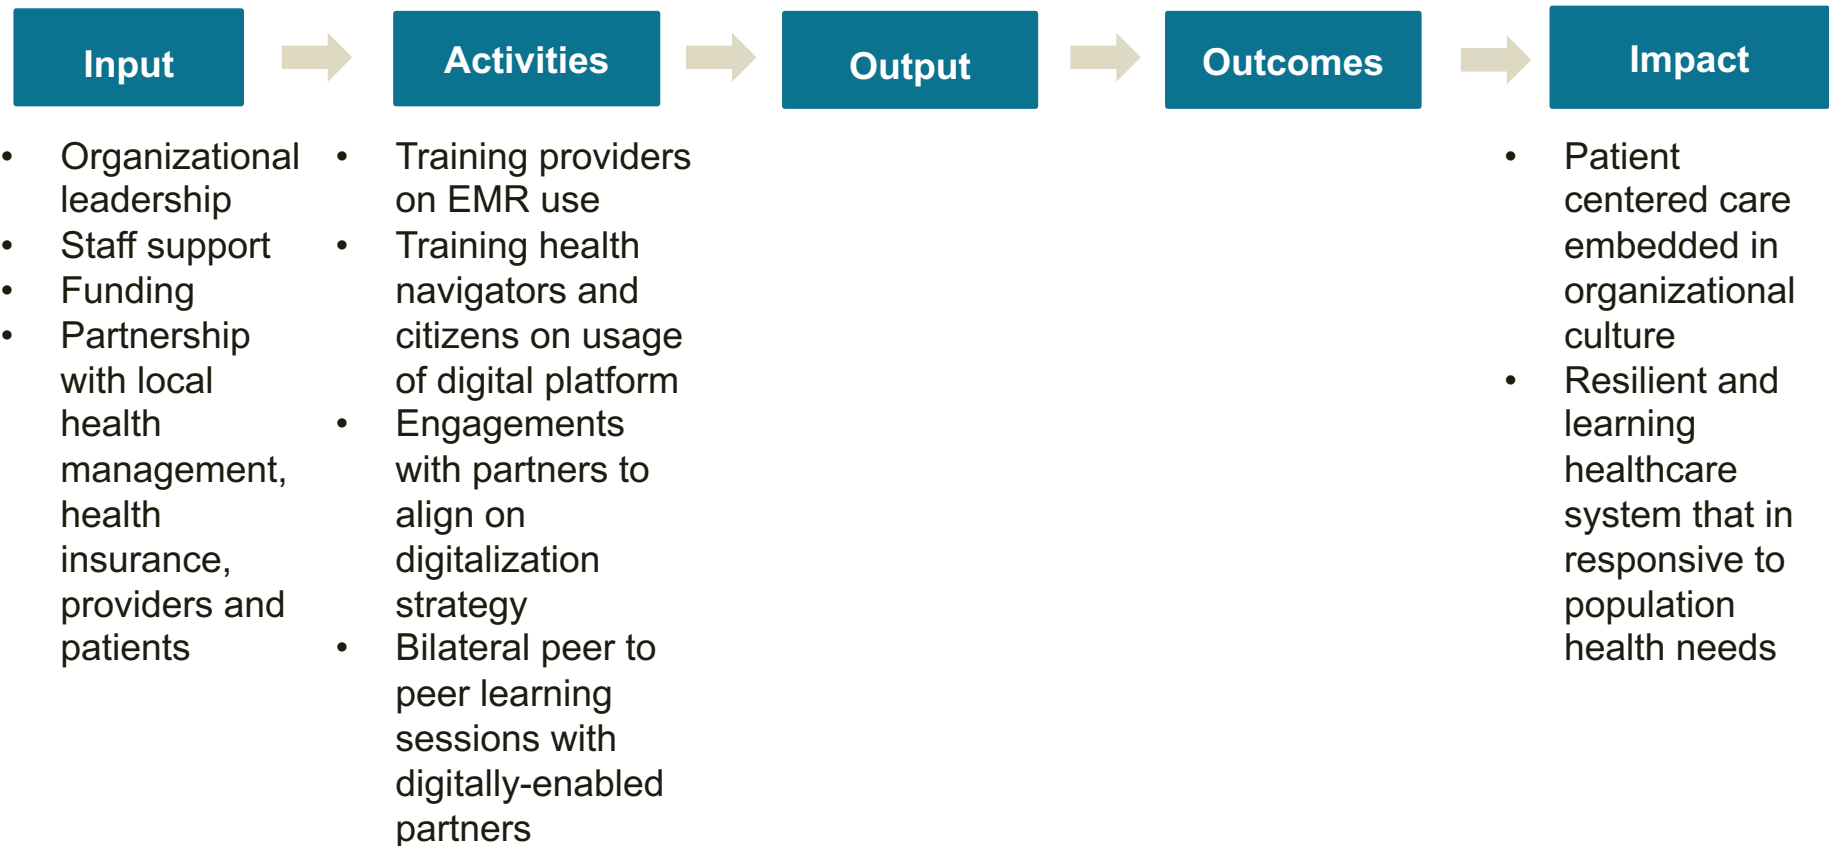 Input
Activities
Output
Outcomes
Impact
• Organizational
leadership
• Staff support
• Funding
• Partnership
with local
health
management,
health
insurance,
providers and
patients
• Training providers
on EMR use
• Training health
navigators and
citizens on usage
of digital platform
• Engagements
with partners to
align on
digitalization
strategy
• Bilateral peer to
peer learning
sessions with
digitally-enabled
partners
• Patient
centered care
embedded in
organizational
culture
• Resilient and
learning
healthcare
system that in
responsive to
population
health needs